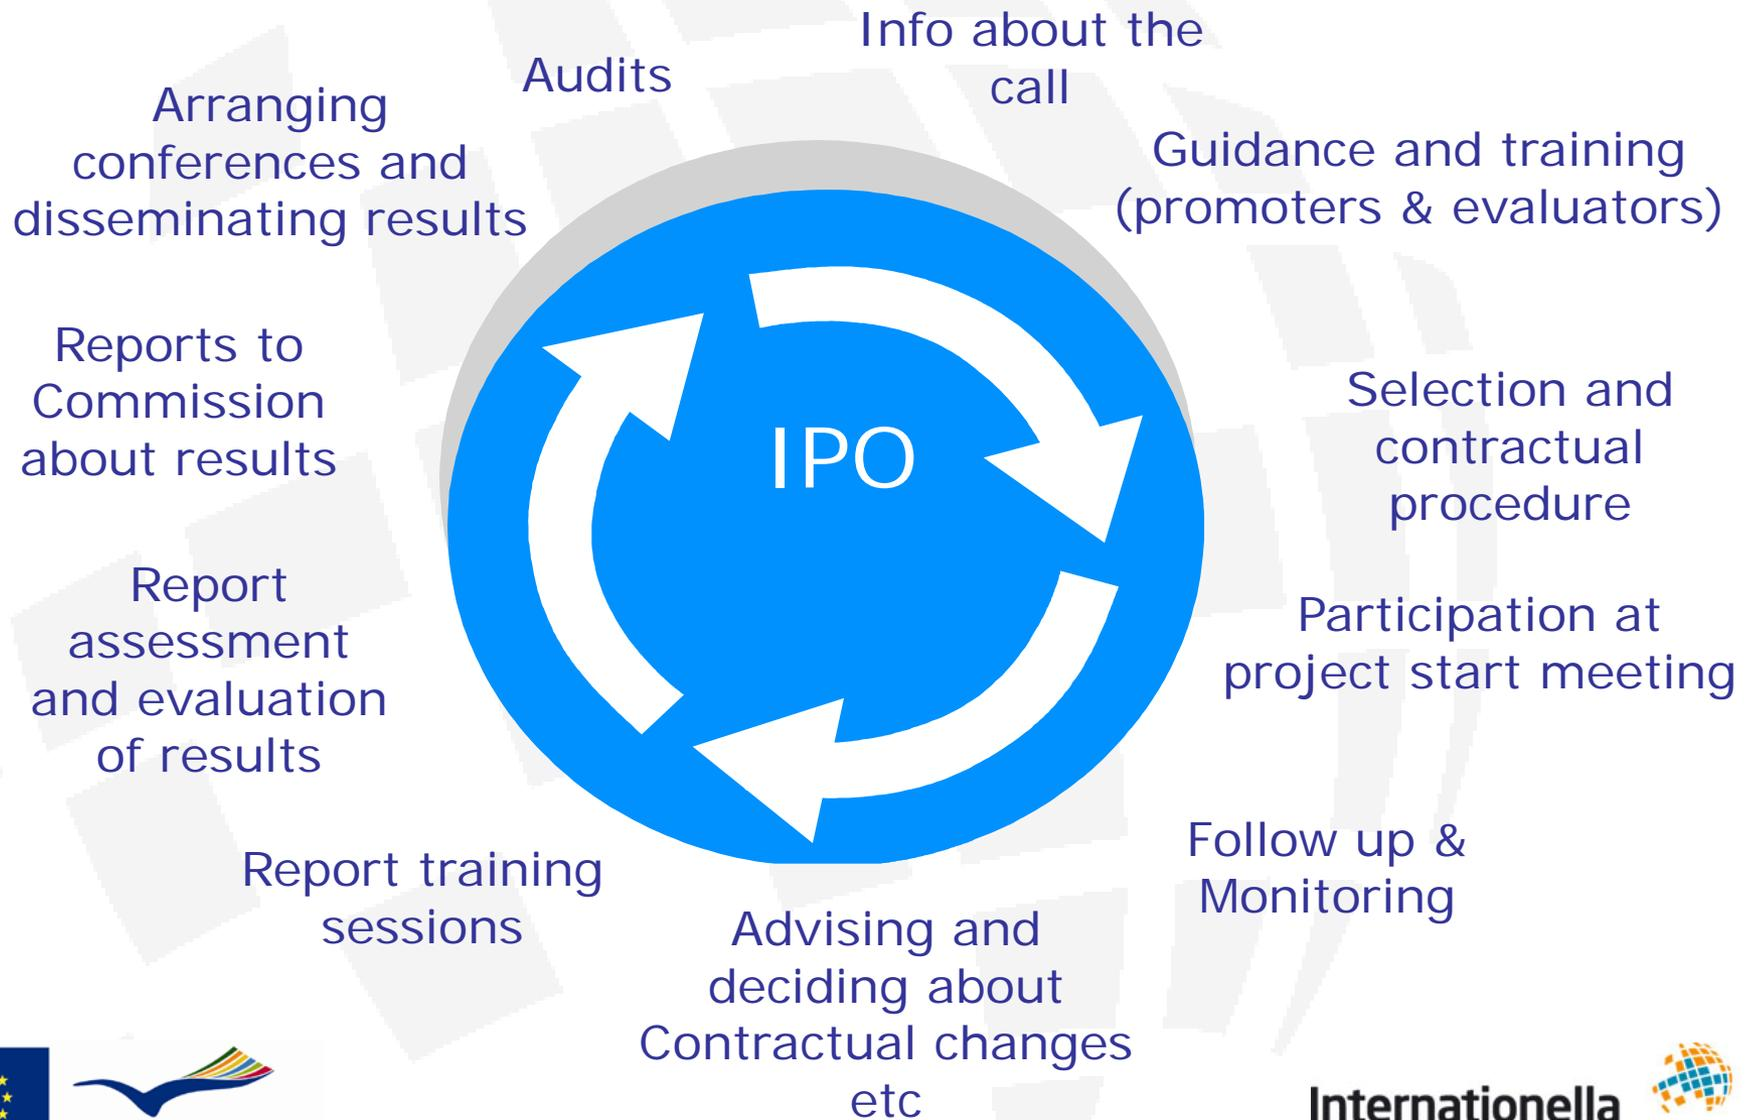 Info about the
call
Audits
Arranging
conferences and
disseminating results
Guidance and training
(promoters & evaluators)
Reports to
Commission
about results
Selection and
contractual
procedure
IPO
Report
assessment
and evaluation
of results
Participation at
project start meeting
Follow up &
Monitoring
Report training
sessions
Advising and
deciding about
Contractual changes
etc
Internationella